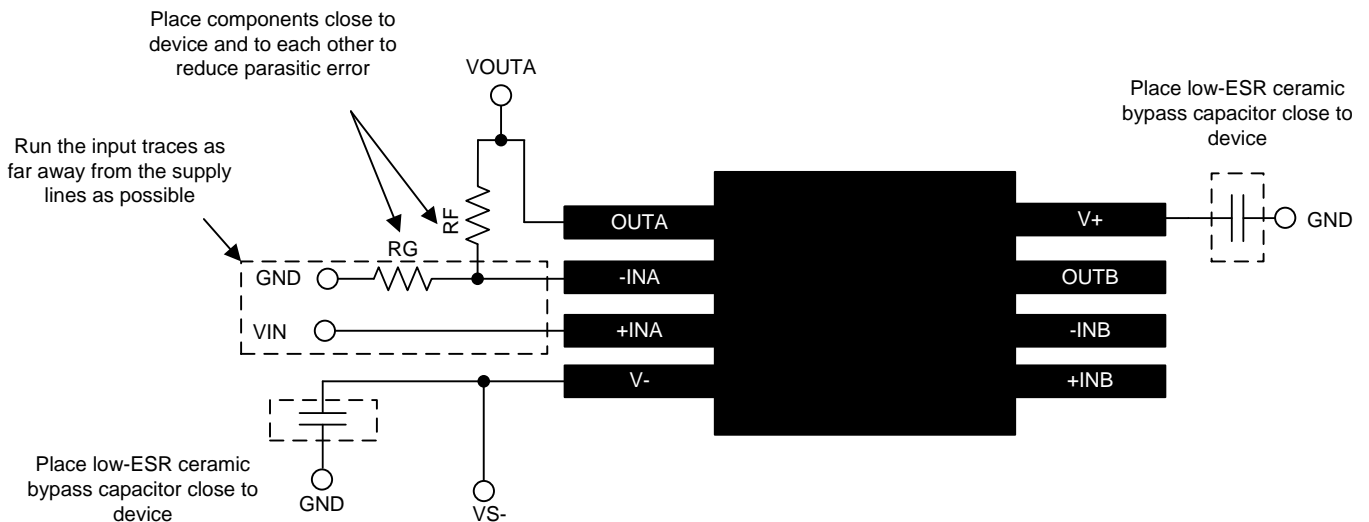 Place components close to
device and to each other to
reduce parasitic error
VOUTA
Place low-ESR ceramic
bypass capacitor close to
device
Run the input traces as
far away from the supply
lines as possible
RF
OUTA
V+
GND
RG
GND
-INA
OUTB
VIN
+INA
-INB
V-
+INB
Place low-ESR ceramic
bypass capacitor close to
device
GND
VS-